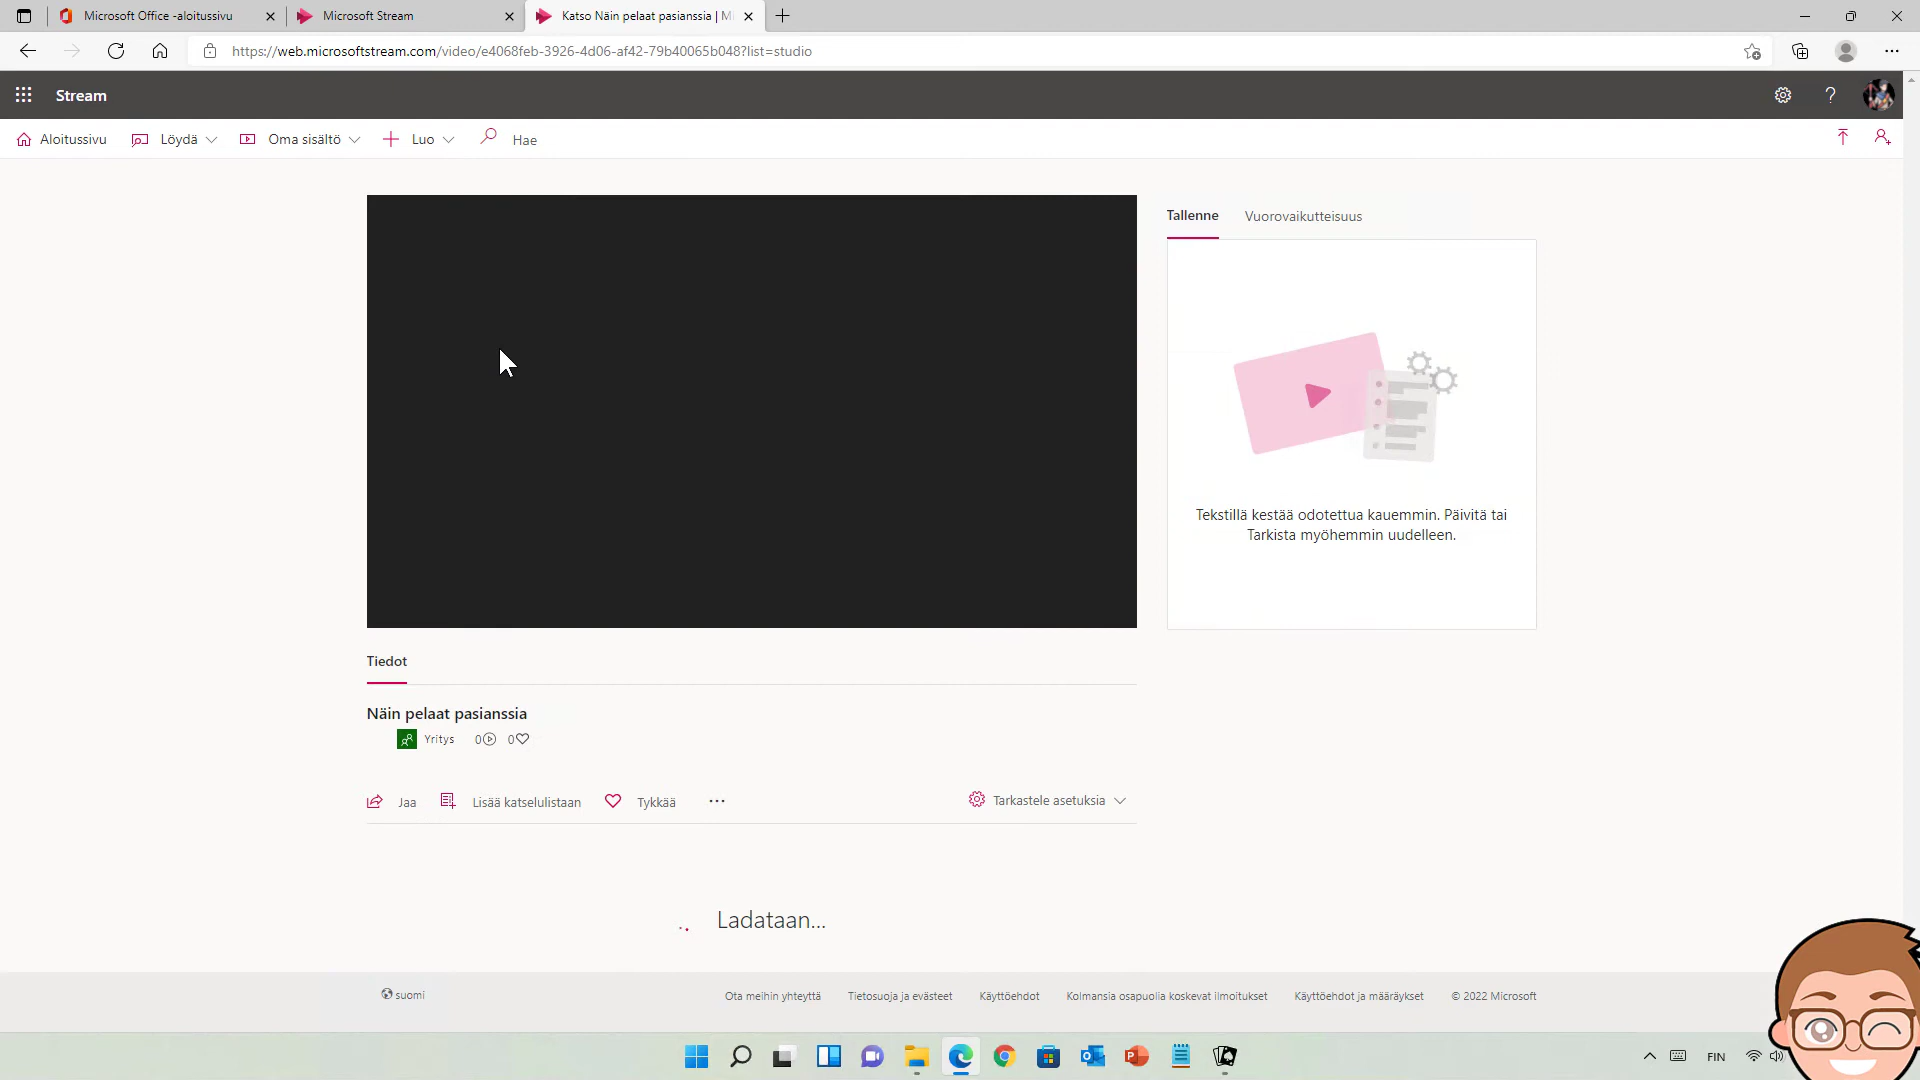 Microsoft Office -aloitussivu
Microsoft Stream
Katso Näin pelaat pasianssia | Mi
https://web.microsoftstream.com/video/e4068feb-3926-4d06-af42-79b40065b048?list=studio
Stream
?
Aloitussivu
Löydä
Oma sisältö
Luo
Hae
Tallenne
Vuorovaikutteisuus
Tekstillä kestää odotettua kauemmin. Päivitä tai
Tarkista myöhemmin uudelleen.
Tiedot
Näin pelaat pasianssia
Yritys
0
0
Jaa
Lisää katselulistaan
Tykkää
Tarkastele asetuksia
Ladataan...
suomi
Ota meihin yhteyttä
Tietosuoja ja evästeet
Käyttöehdot
Kolmansia osapuolia koskevat ilmoitukset
Käyttöehdot ja määräykset
© 2022 Microsoft
FIN